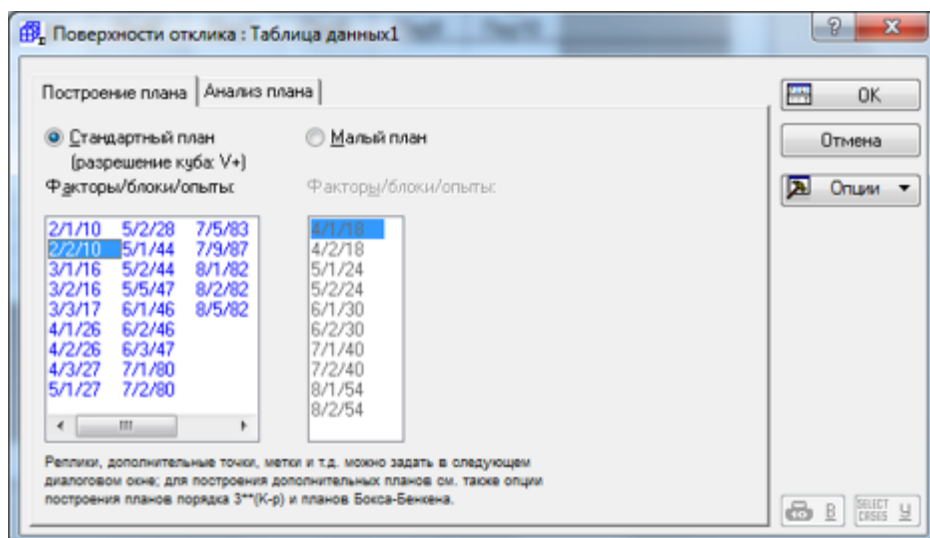 Поверхности отклика : Таблица данных1
Построение плана Анализ плана
OK
Стандартный план Малый план
Отмена
(разрешение куба: V+)
Факторы/блоки/опыты: Факторы/блоки/опыты:
Опции
2/1/10 5/2/28 7/5/83 4/1/18
2/2/10 5/1/44 7/9/87 4/2/18
3/1/16 5/2/44 8/1/82 5/1/24
3/2/16 5/5/47 8/2/82 5/2/24
3/3/17 6/1/46 8/5/82 6/1/30
4/1/26 6/2/46 6/2/30
4/2/26 6/3/47 7/1/40
4/3/27 7/1/80 7/2/40
5/1/27 7/2/80 8/1/54
8/2/54
Реплики, дополнительные точки, метки и т.д. можно задать в следующем
диалоговом окне; для построения дополнительных планов см. также опции
построения планов порядка 3**(K-p) и планов Бокса-Бенкена.
В SELECT CASES У